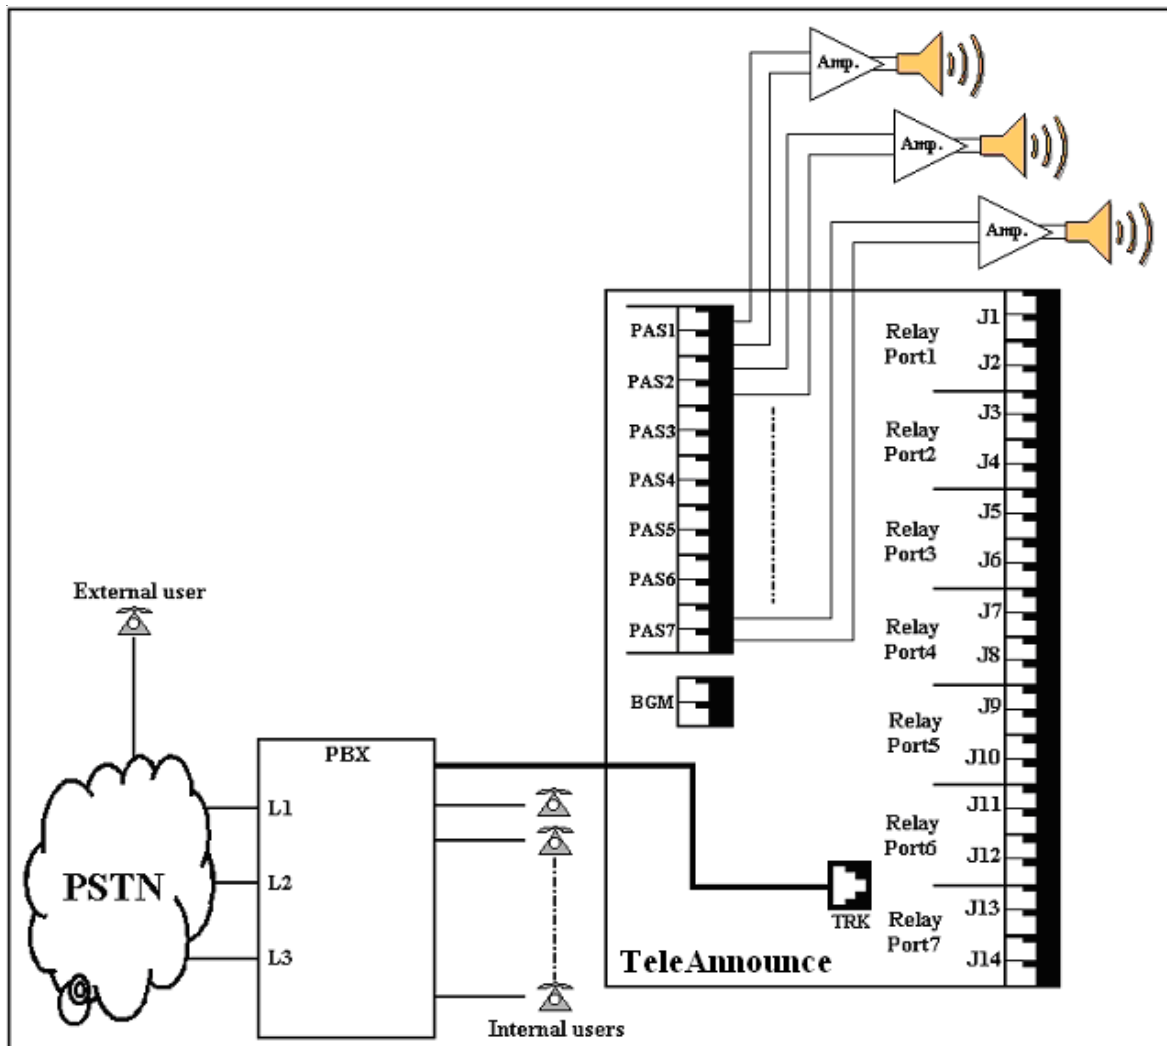 Amp.
Amp.
Amp.
PAS1
PAS2
PAS3
PAS4
PAS5
PAS6
PAS7
BGM
Relay
Port1
J1
J2
Relay
Port2
J3
J4
Relay
Port3
J5
J6
Relay
Port4
J7
J8
Relay
Port5
J9
J10
Relay
Port6
J11
J12
Relay
Port7
J13
J14
TRK
TeleAnnounce
External user
PSTN
PBX
L1
L2
L3
Internal users